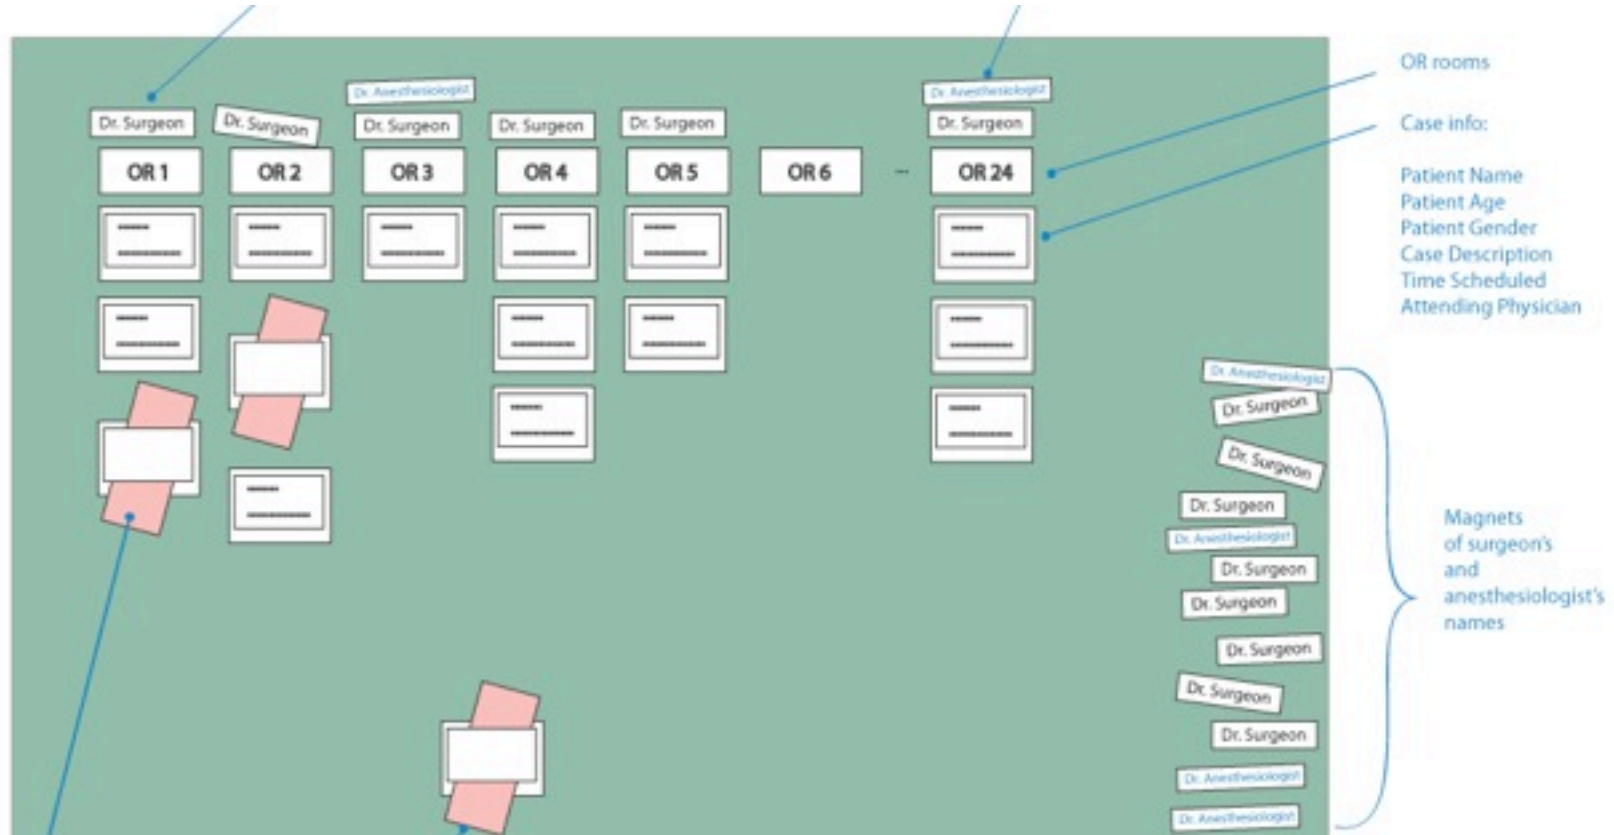 Dr. Anesthesiologist
Dr. Anesthesiologist
Dr. Surgeon
Dr. Surgeon
Dr. Surgeon
Dr. Surgeon
Dr. Surgeon
Dr. Surgeon
OR 1
OR 2
OR 3
OR 4
OR 5
OR 6
...
OR 24
OR rooms
Case info:
Patient Name
Patient Age
Patient Gender
Case Description
Time Scheduled
Attending Physician
Dr. Anesthesiologist
Dr. Surgeon
Dr. Surgeon
Dr. Surgeon
Dr. Anesthesiologist
Dr. Surgeon
Dr. Surgeon
Dr. Surgeon
Dr. Surgeon
Dr. Surgeon
Dr. Anesthesiologist
Dr. Anesthesiologist
Magnets
of surgeon's
and
anesthesiologist's
names